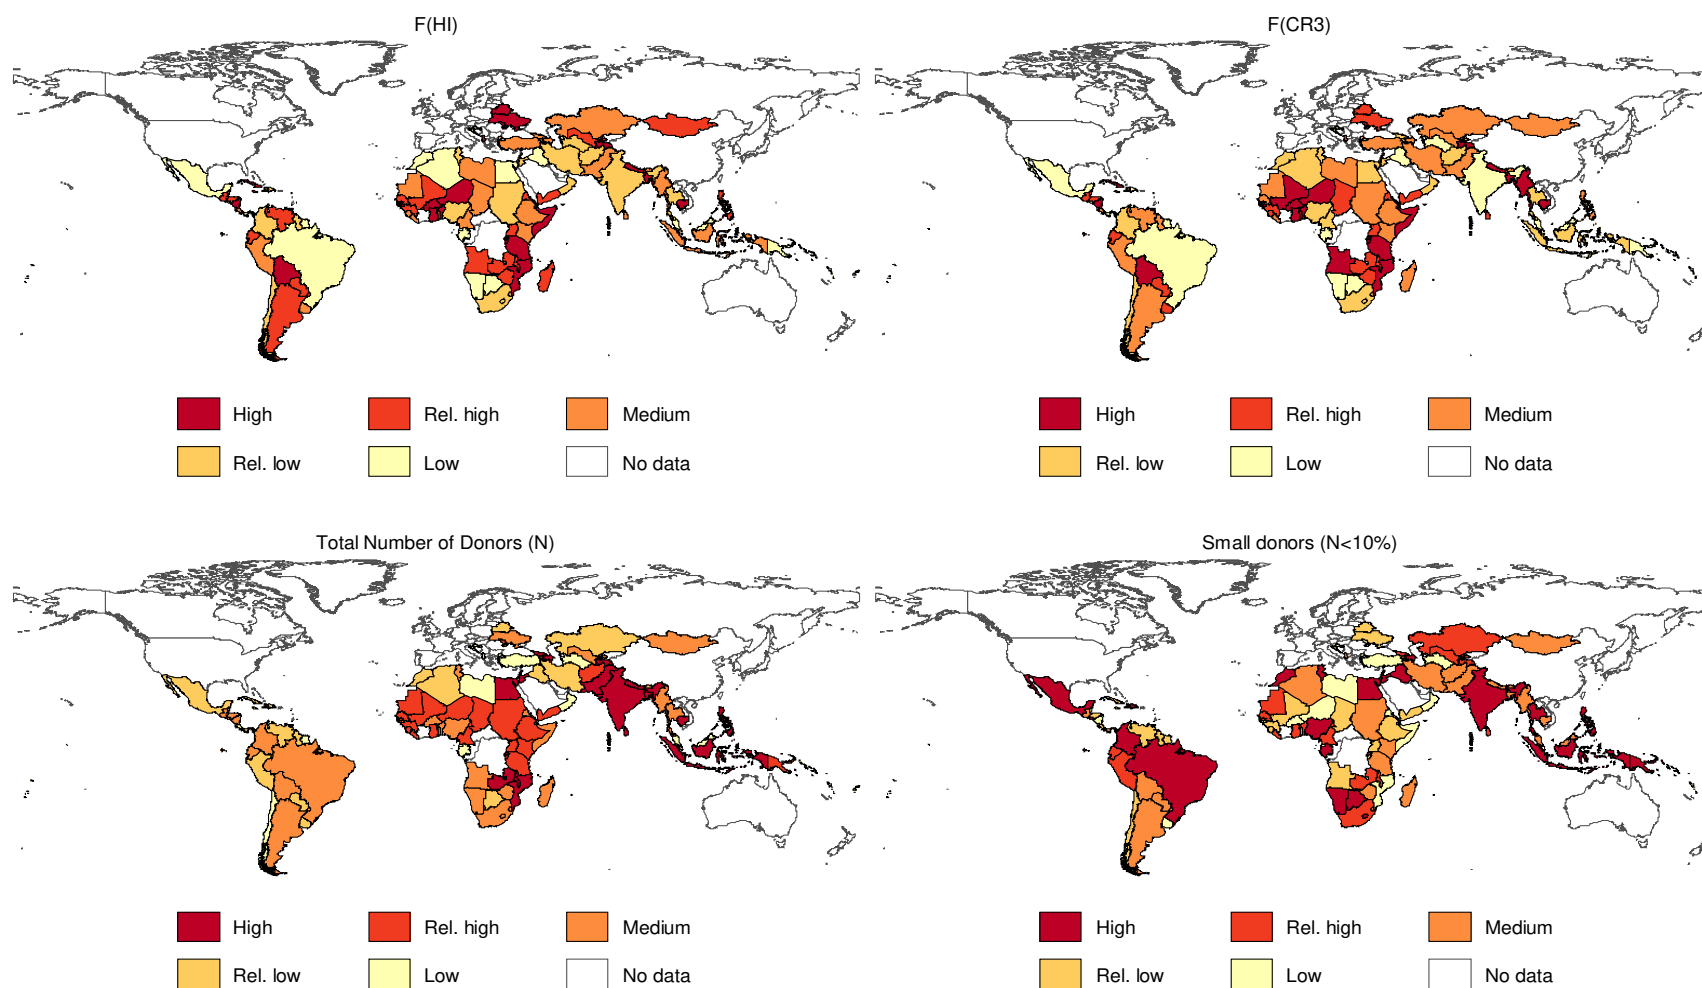 F(HI)
F(CR3)
High
Rel. high
Medium
Rel. low
Low
No data
High
Rel. high
Medium
Rel. low
Low
No data
Total Number of Donors (N)
Small donors (N<10%)
High
Rel. high
Medium
Rel. low
Low
No data
High
Rel. high
Medium
Rel. low
Low
No data